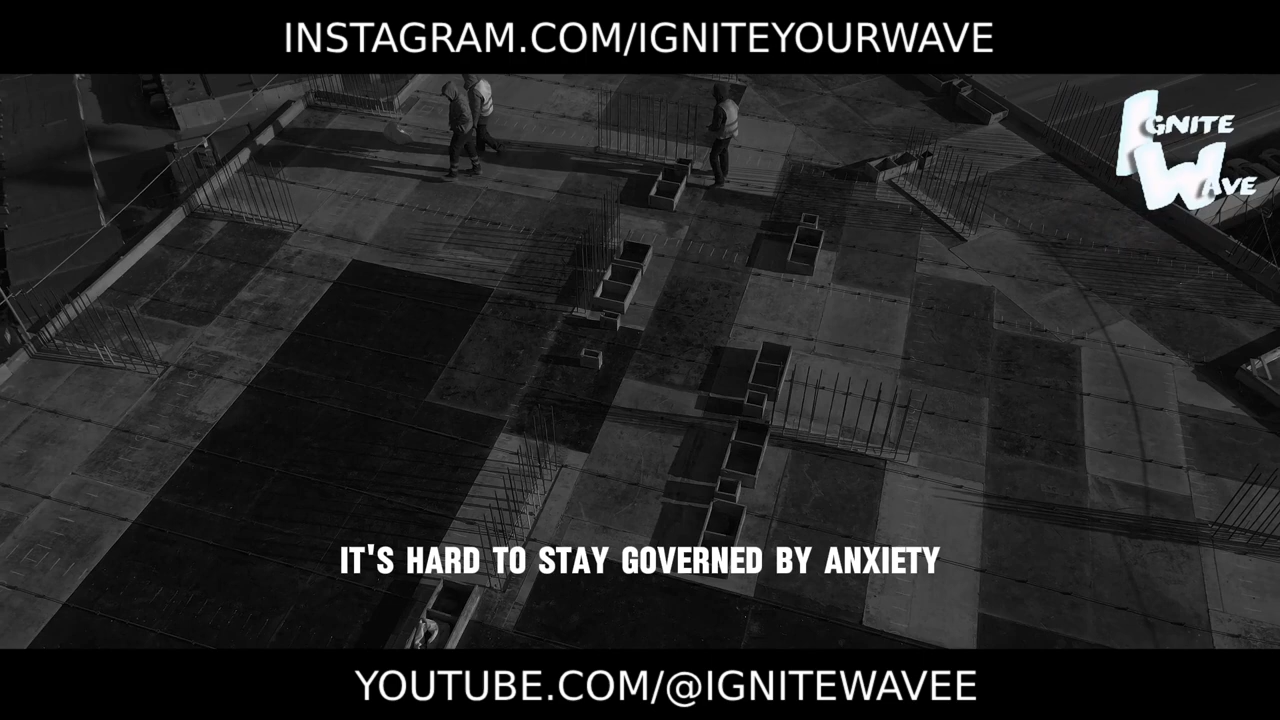 INSTAGRAM.COM/IGNITEYOURWAVE
IGNITE
WAVE
IT'S HARD TO STAY GOVERNED BY ANXIETY
YOUTUBE.COM/@IGNITEWAVEE